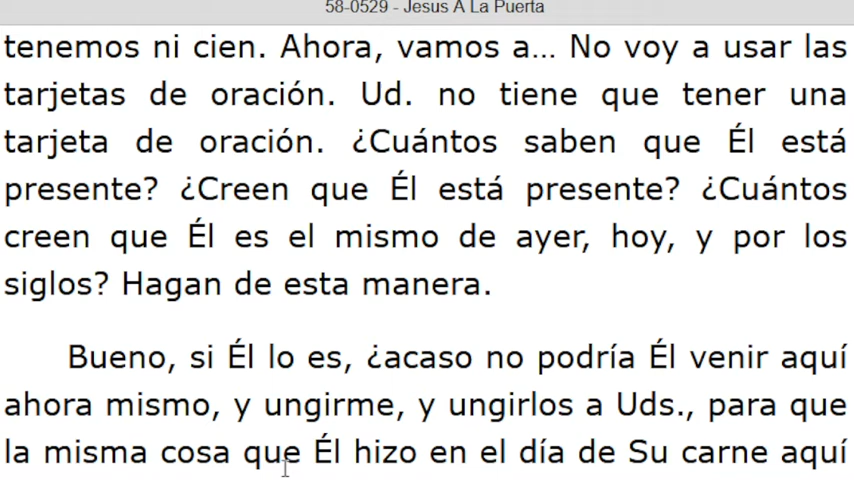 58-0529 - Jesus A La Puerta
tenemos ni cien. Ahora, vamos a... No voy a usar las
tarjetas de oración. Ud. no tiene que tener una
tarjeta de oración. ¿Cuántos saben que Él está
presente? ¿Creen que Él está presente? ¿Cuántos
creen que Él es el mismo de ayer, hoy, y por los
siglos? Hagan de esta manera.
Bueno, si Él lo es, ¿acaso no podría Él venir aquí
ahora mismo, y ungirme, y ungirlos a Uds., para que
la misma cosa que Él hizo en el día de Su carne aquí